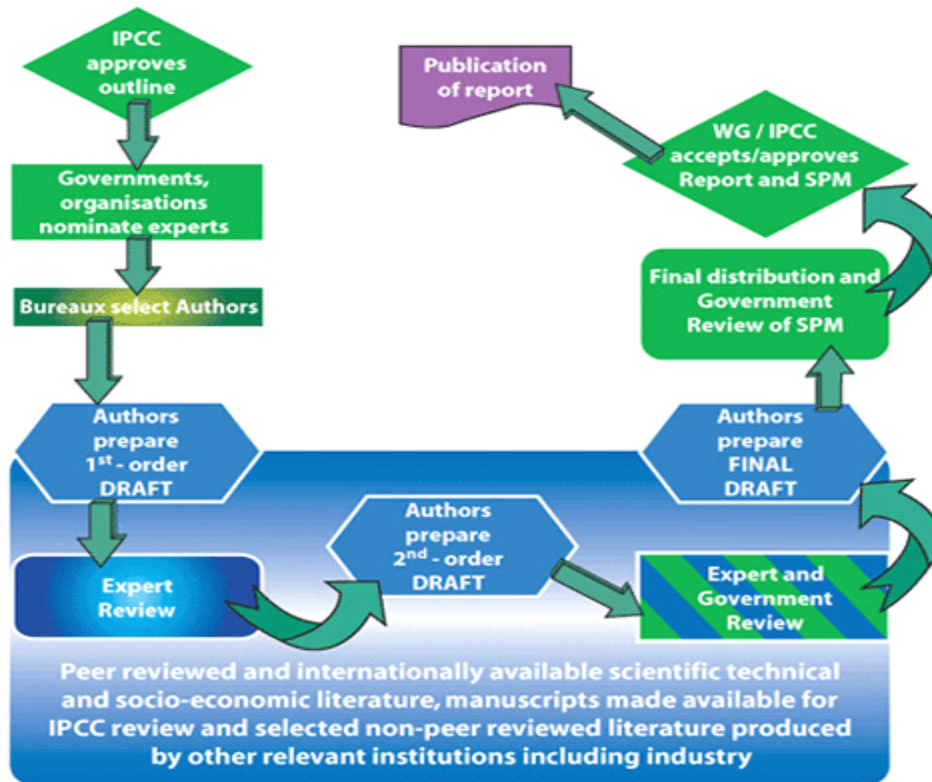 IPCC
approves
outline
Governments,
organisations
nominate experts
Bureaux select Authors
Authors
prepare
1st - order
DRAFT
Expert
Review
Authors
prepare
2nd - order
DRAFT
Expert and
Government
Review
Authors
prepare
FINAL
DRAFT
Final distribution and
Government
Review of SPM
WG / IPCC
accepts/approves
Report and SPM
Publication
of report
Peer reviewed and internationally available scientific technical
and socio-economic literature, manuscripts made available for
IPCC review and selected non-peer reviewed literature produced
by other relevant institutions including industry